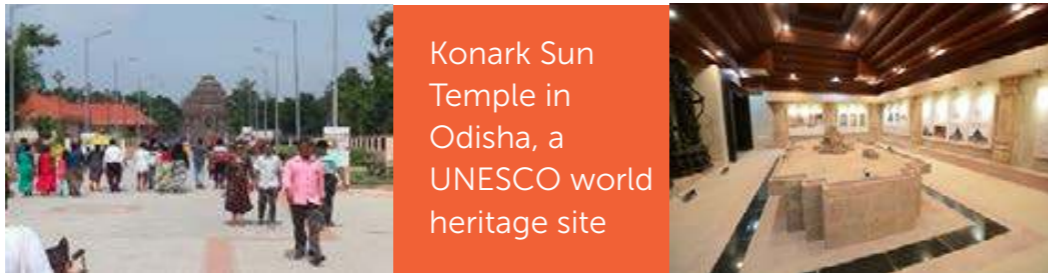 Konark Sun
Temple in
Odisha, a
UNESCO world
heritage site